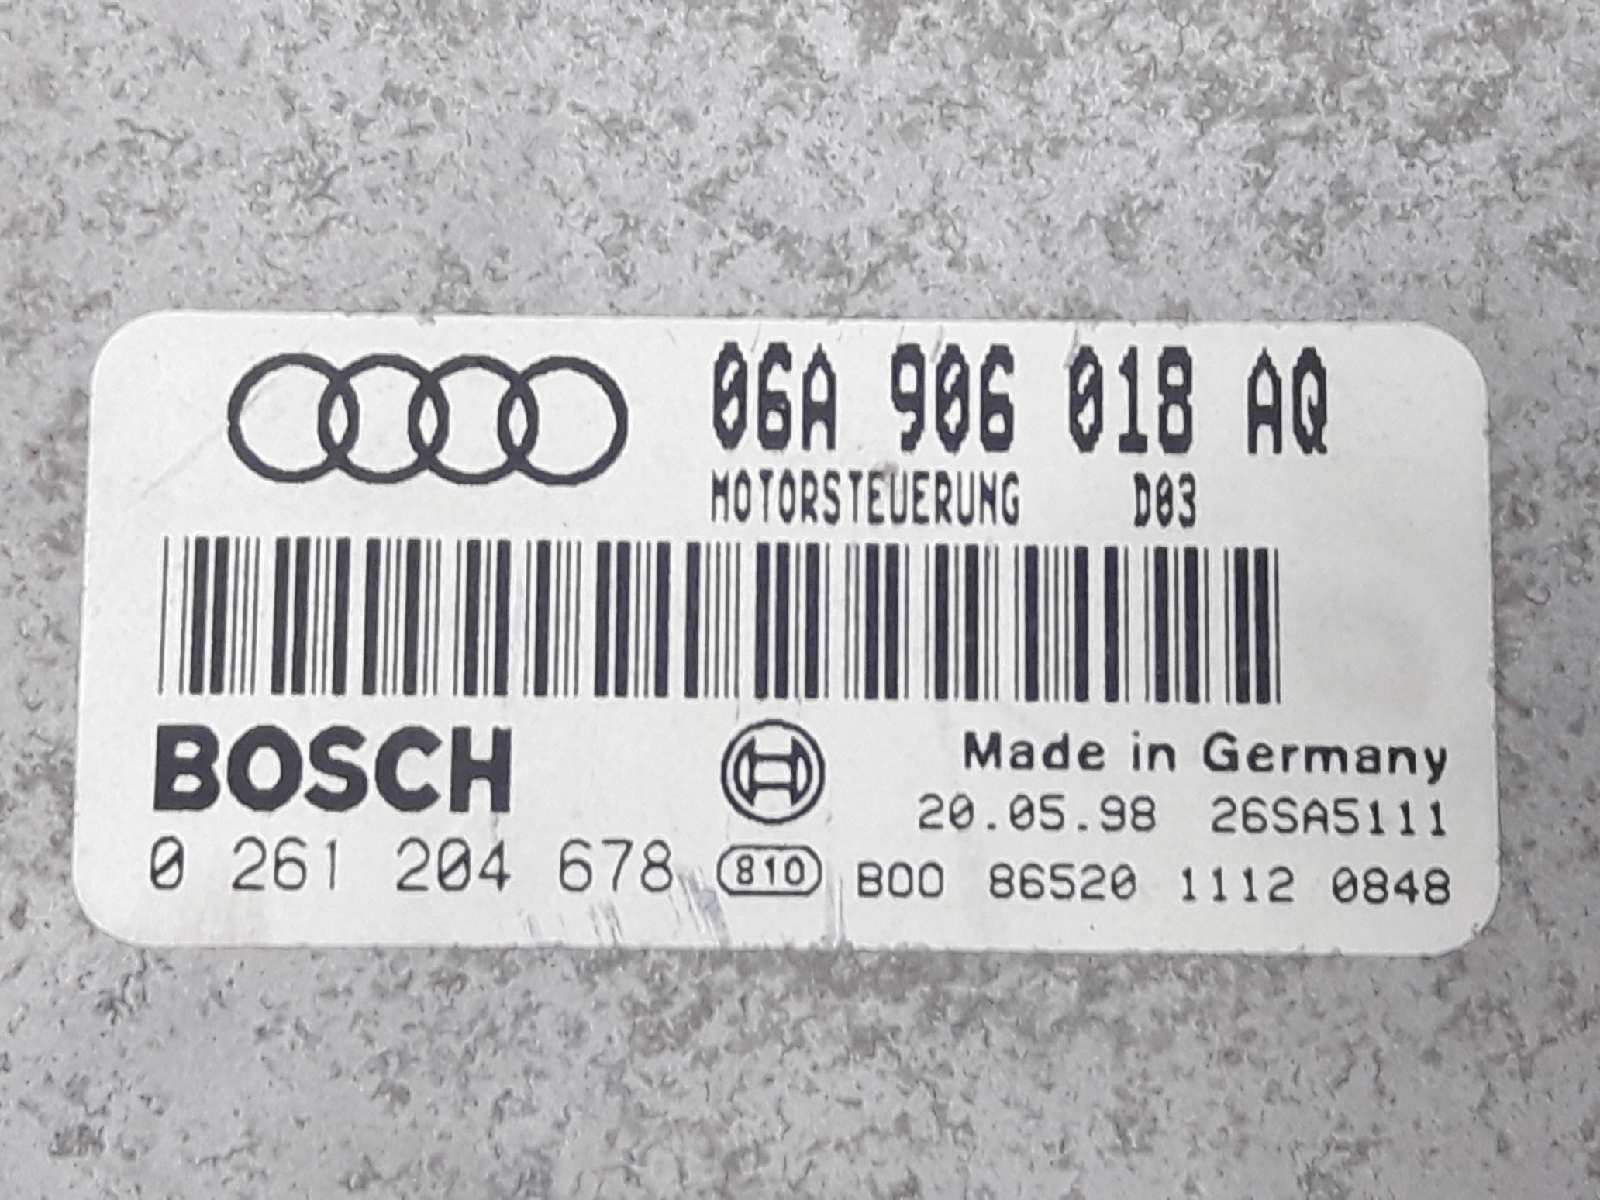 06A 906 018 AQ
MOTORSTEUERUNG D03
BOSCH
Made in Germany
20.05.98 26SA5111
0 261 204 678 810 B00 86520 1112 0848